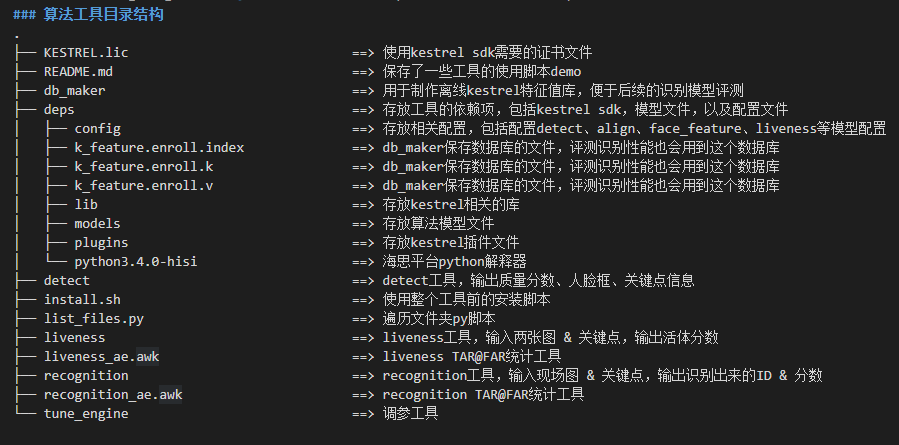 ### 算法工具目录结构
.
├── KESTREL.lic ==> 使用kestrel sdk需要的证书文件
├── README.md ==> 保存了一些工具的使用脚本demo
├── db_maker ==> 用于制作离线kestrel特征值库，便于后续的识别模型评测
├── deps ==> 存放工具的依赖项，包括kestrel sdk，模型文件，以及配置文件
│   ├── config ==> 存放相关配置，包括配置detect、align、face_feature、liveness等模型配置
│   ├── k_feature.enroll.index ==> db_maker保存数据库的文件，评测识别性能也会用到这个数据库
│   ├── k_feature.enroll.k ==> db_maker保存数据库的文件，评测识别性能也会用到这个数据库
│   ├── k_feature.enroll.v ==> db_maker保存数据库的文件，评测识别性能也会用到这个数据库
│   ├── lib ==> 存放kestrel相关的库
│   ├── models ==> 存放算法模型文件
│   ├── plugins ==> 存放kestrel插件文件
│   └── python3.4.0-hisi ==> 海思平台python解释器
├── detect ==> detect工具，输出质量分数、人脸框、关键点信息
├── install.sh ==> 使用整个工具前的安装脚本
├── list_files.py ==> 遍历文件夹py脚本
├── liveness ==> liveness工具，输入两张图 & 关键点，输出活体分数
├── liveness_ae.awk ==> liveness TAR@FAR统计工具
├── recognition ==> recognition工具，输入现场图 & 关键点，输出识别出来的ID & 分数
├── recognition_ae.awk ==> recognition TAR@FAR统计工具
└── tune_engine ==> 调参工具